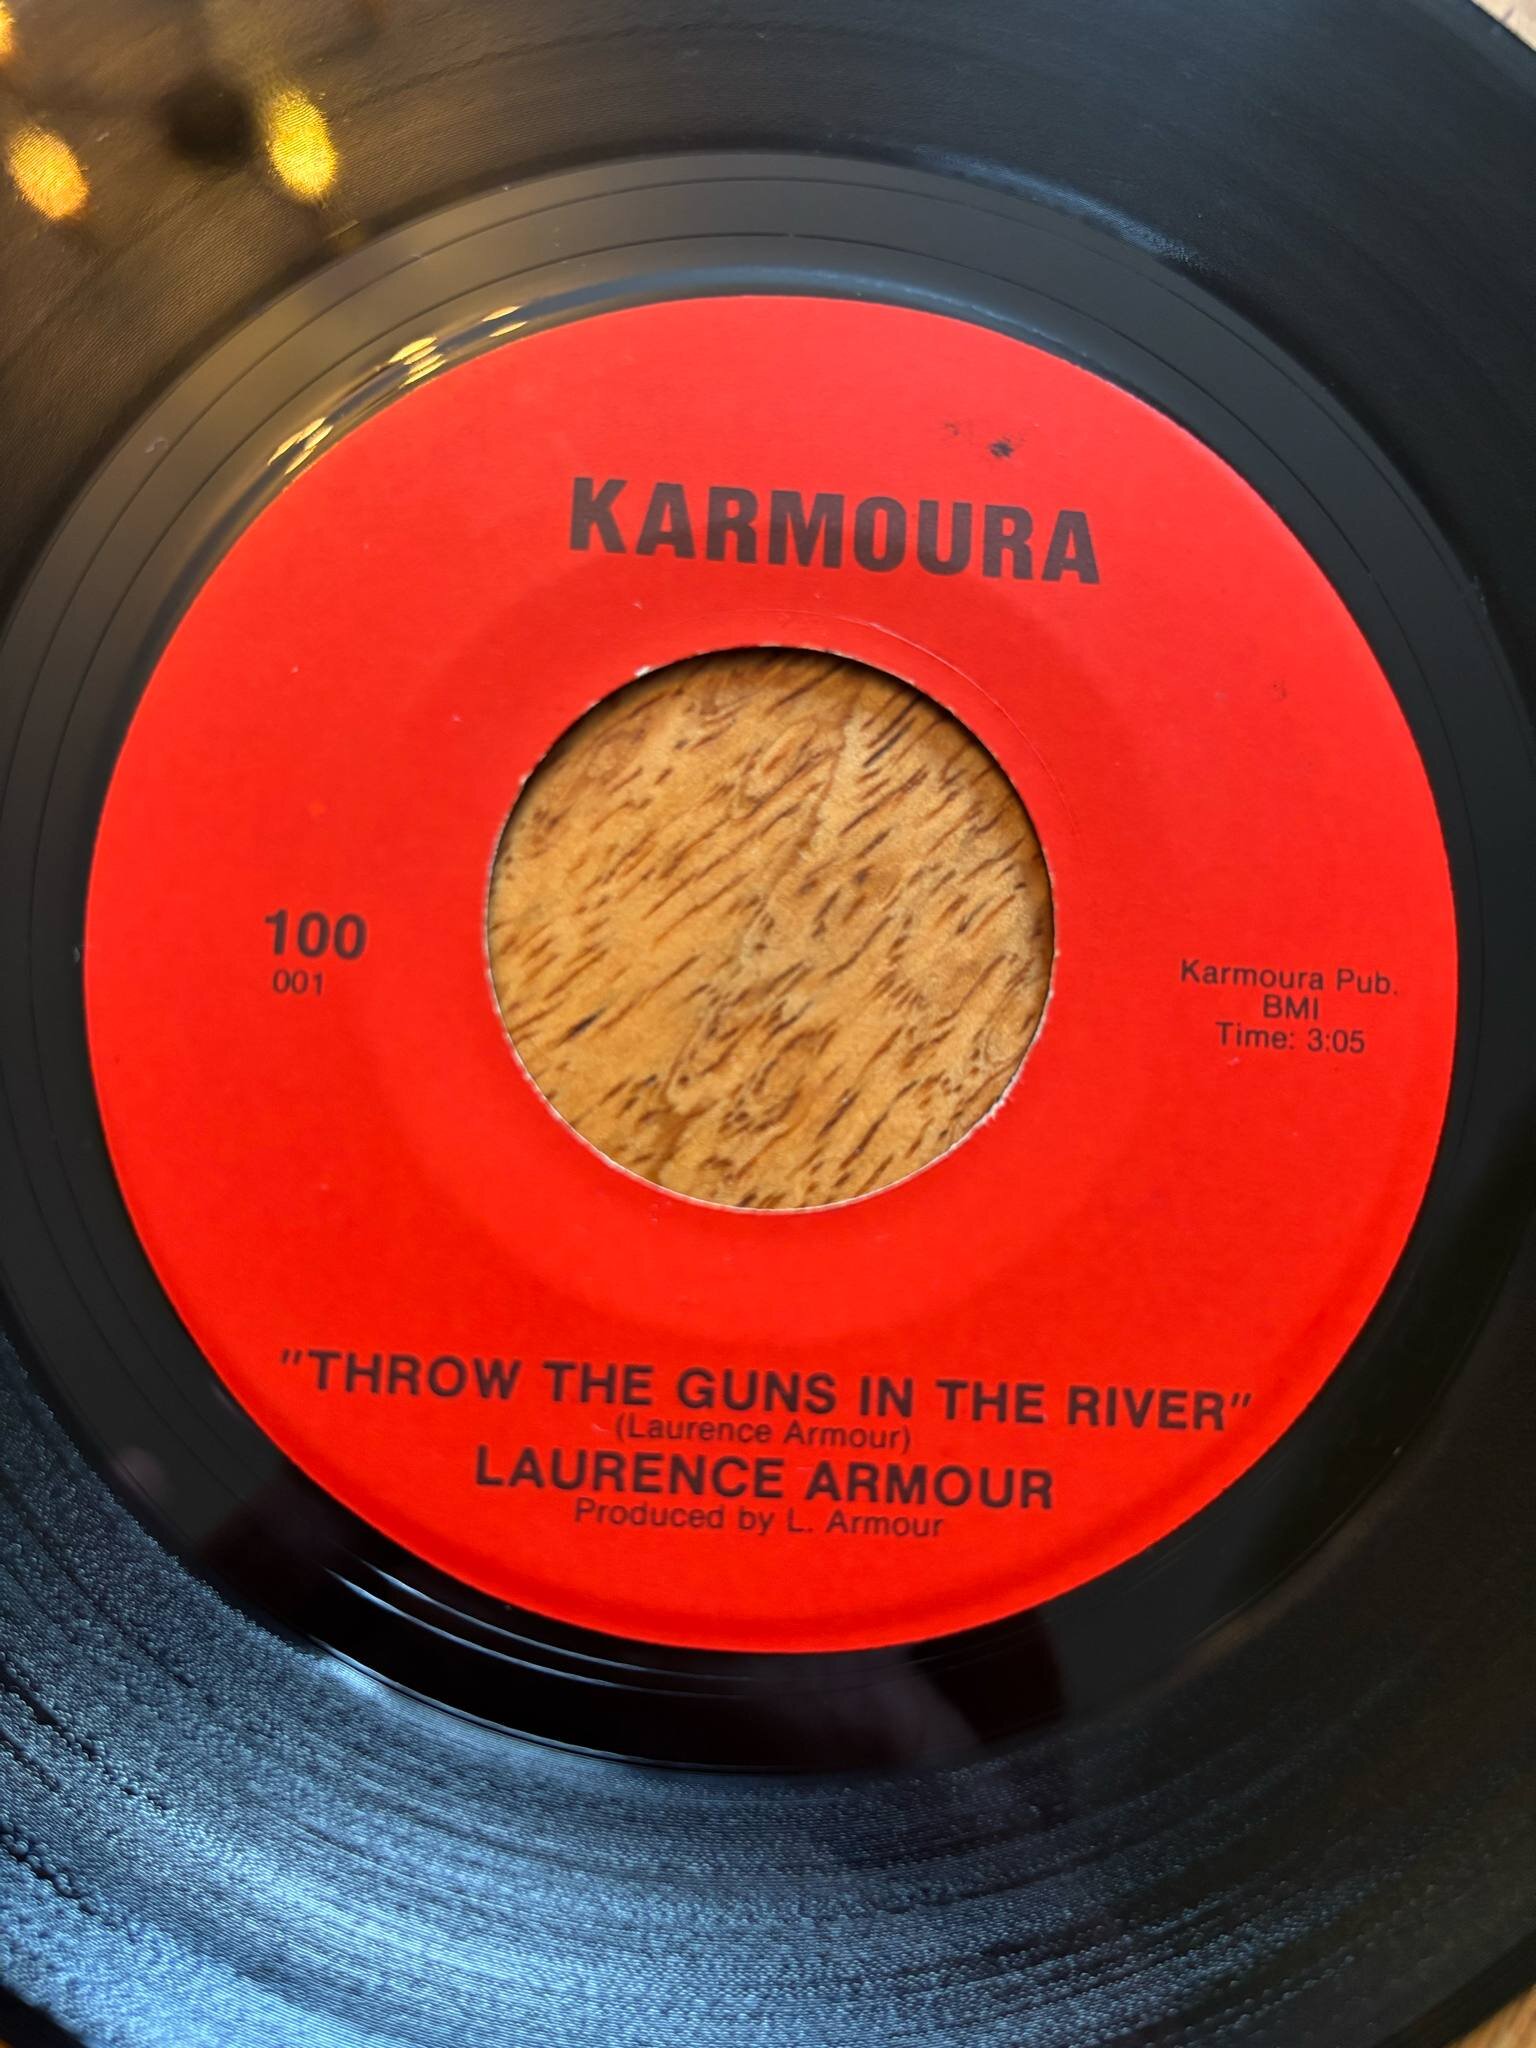 KARMOURA
100
001
Karmoura Pub.
BMI
Time: 3:05
"THROW THE GUNS IN THE RIVER"
(Laurence Armour)
LAURENCE ARMOUR
Produced by L. Armour